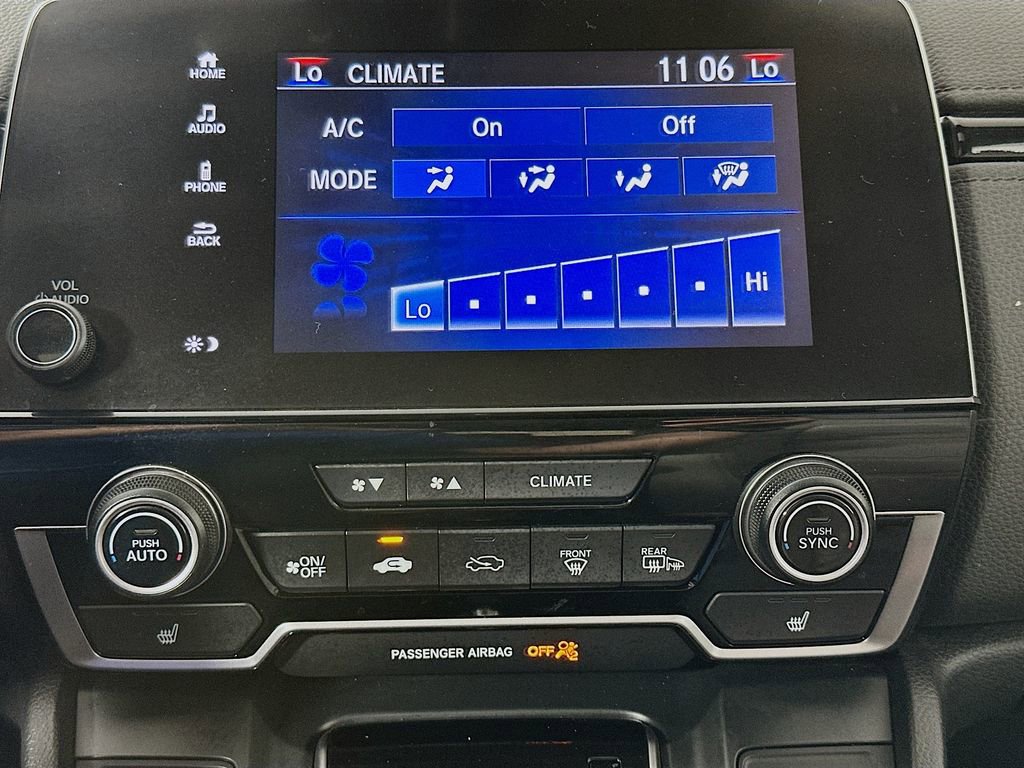 HOME
Lo CLIMATE 11 06 Lo
AUDIO
A/C On Off
PHONE
MODE
BACK
VOL
AUDIO
Lo Hi
CLIMATE
PUSH
AUTO
ON/
OFF
FRONT
REAR
PUSH
SYNC
PASSENGER AIRBAG OFF